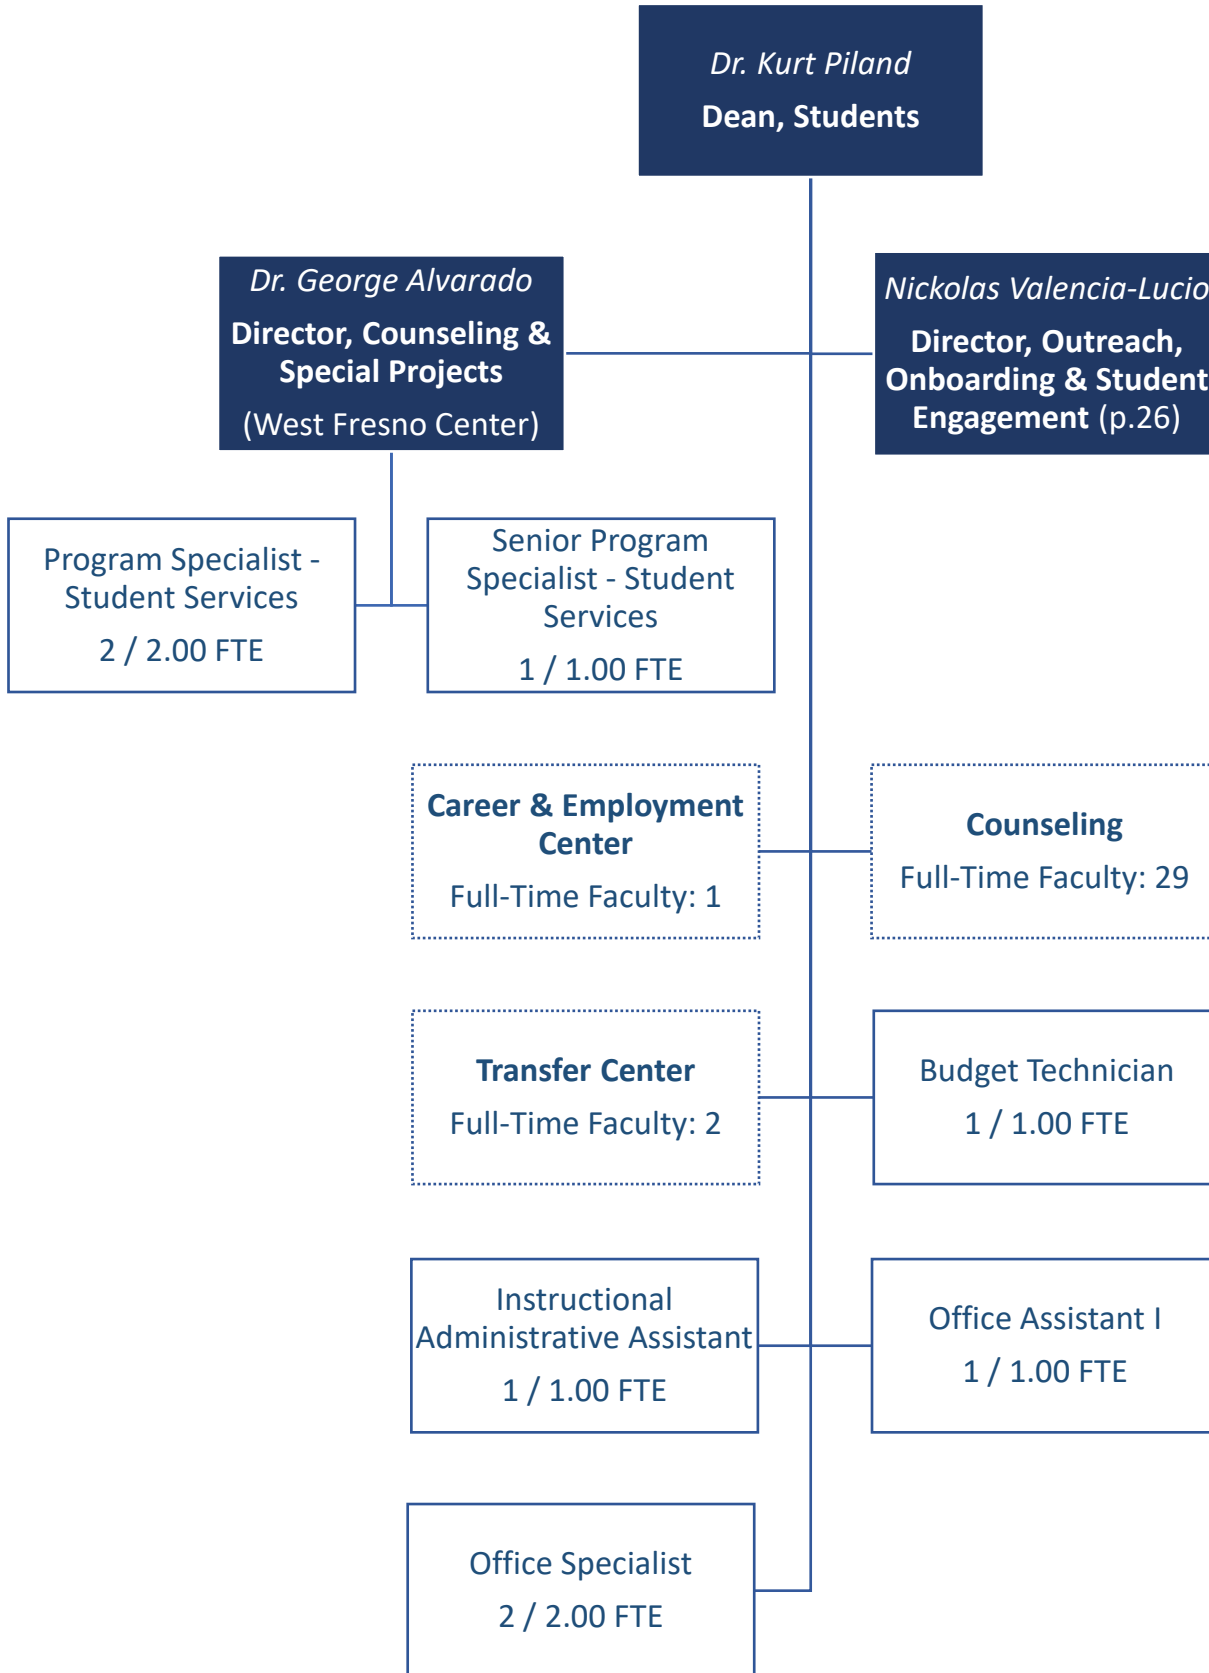 Dr. Kurt Piland
Dean, Students
Dr. George Alvarado
Director, Counseling &
Special Projects
(West Fresno Center)
Nickolas Valencia-Lucio
Director, Outreach,
Onboarding & Student
Engagement (p.26)
Program Specialist -
Student Services
2 / 2.00 FTE
Senior Program
Specialist - Student
Services
1 / 1.00 FTE
Career & Employment
Center
Full-Time Faculty: 1
Counseling
Full-Time Faculty: 29
Transfer Center
Full-Time Faculty: 2
Budget Technician
1 / 1.00 FTE
Instructional
Administrative Assistant
1 / 1.00 FTE
Office Assistant I
1 / 1.00 FTE
Office Specialist
2 / 2.00 FTE